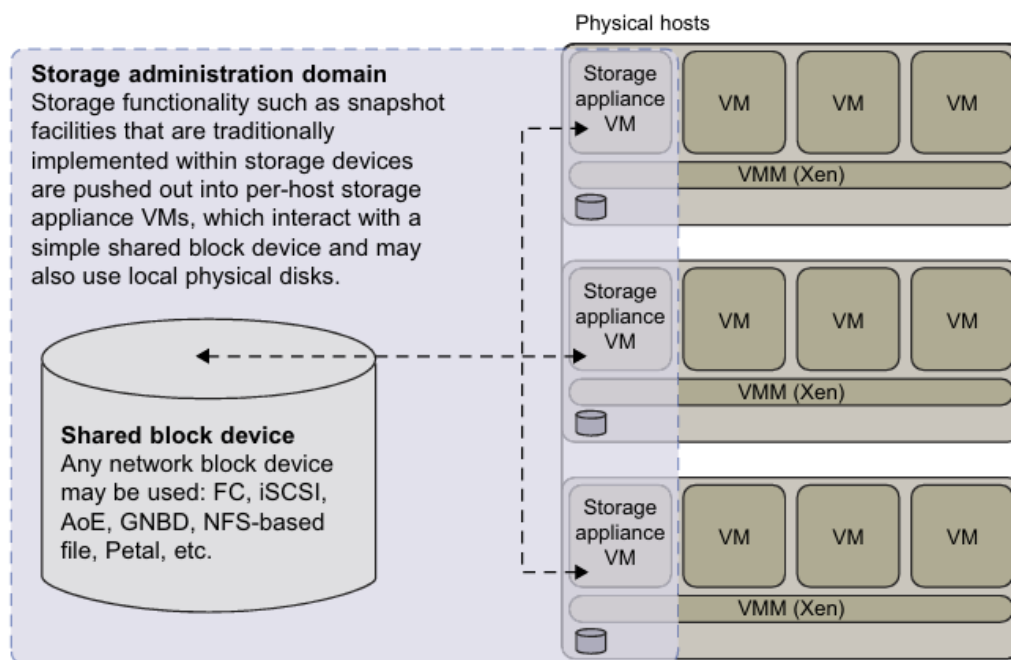 Physical hosts
Storage administration domain
Storage functionality such as snapshot
facilities that are traditionally
implemented within storage devices
are pushed out into per-host storage
appliance VMs, which interact with a
simple shared block device and may
also use local physical disks.
Shared block device
Any network block device
may be used: FC, iSCSI,
AoE, GNBD, NFS-based
file, Petal, etc.
Storage
appliance
VM
VM
VM
VM
VMM (Xen)
Storage
appliance
VM
VM
VM
VM
VMM (Xen)
Storage
appliance
VM
VM
VM
VM
VMM (Xen)